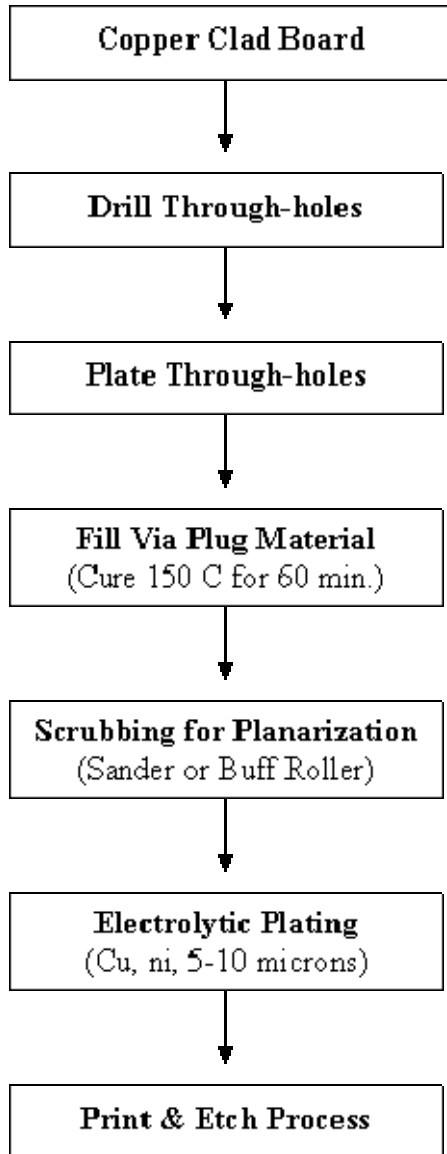 Copper Clad Board
Drill Through-holes
Plate Through-holes
Fill Via Plug Material
(Cure 150 C for 60 min.)
Scrubbing for Planarization
(Sander or Buff Roller)
Electrolytic Plating
(Cu, ni, 5-10 microns)
Print & Etch Process